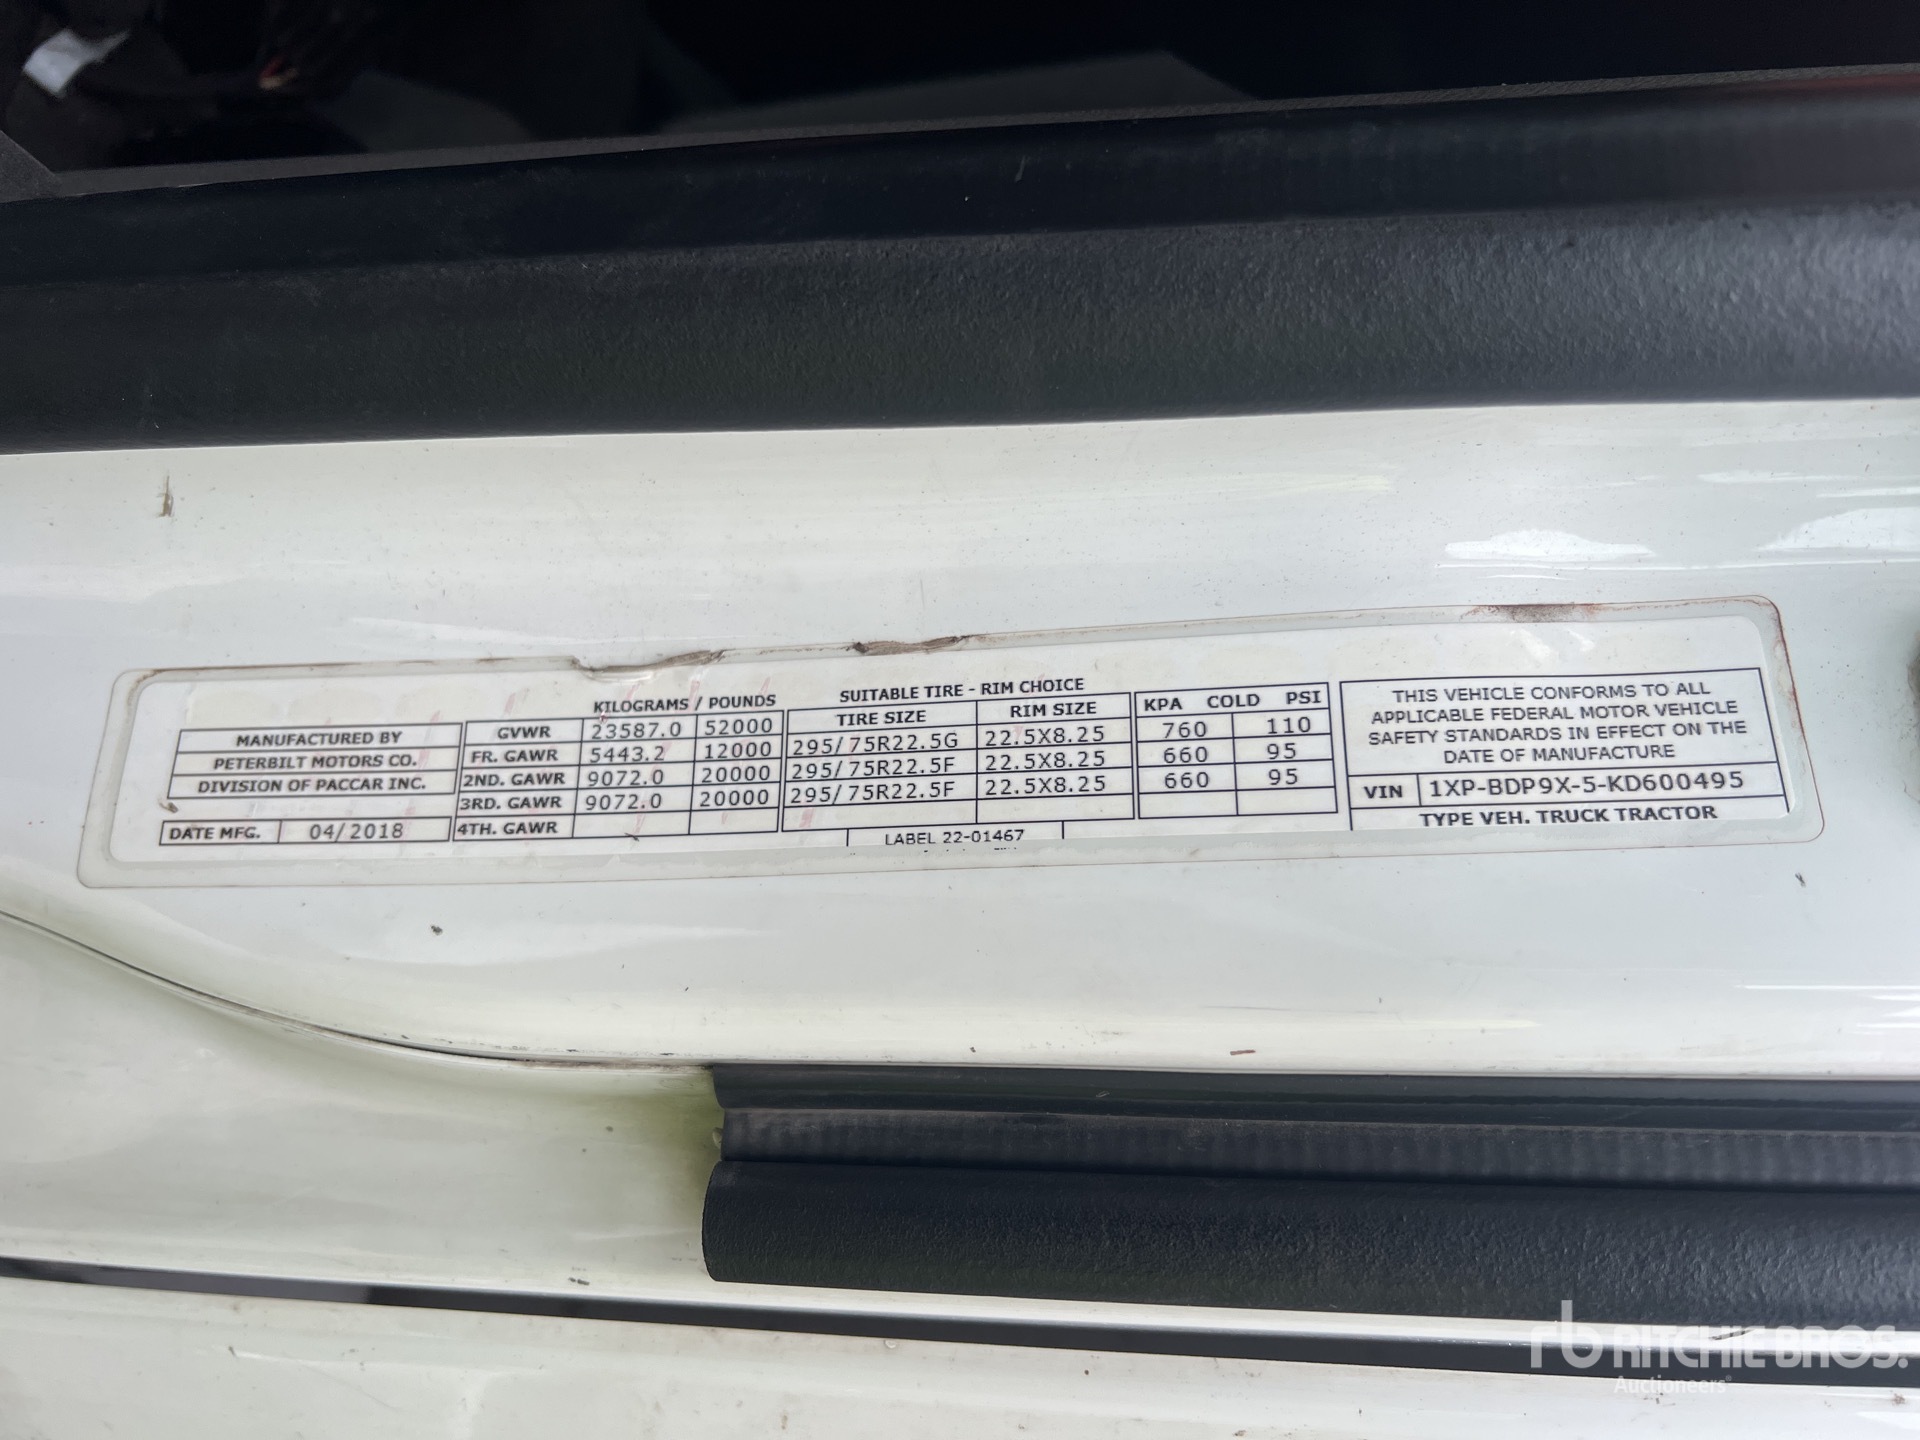 KILOGRAMS / POUNDS SUITABLE TIRE - RIM CHOICE
TIRE SIZE RIM SIZE KPA COLD PSI
MANUFACTURED BY
PETERBILT MOTORS CO.
DIVISION OF PACCAR INC.
DATE MFG. 04/2018
GVWR 23587.0 52000
FR. GAWR 5443.2 12000 295/75R22.5G 22.5X8.25 760 110
2ND. GAWR 9072.0 20000 295/75R22.5F 22.5X8.25 660 95
3RD. GAWR 9072.0 20000 295/75R22.5F 22.5X8.25 660 95
4TH. GAWR
LABEL 22-01467
THIS VEHICLE CONFORMS TO ALL
APPLICABLE FEDERAL MOTOR VEHICLE
SAFETY STANDARDS IN EFFECT ON THE
DATE OF MANUFACTURE
VIN 1XP-BDP9X-5-KD600495
TYPE VEH. TRUCK TRACTOR
rb RITCHIE BROS.
Auctioneers